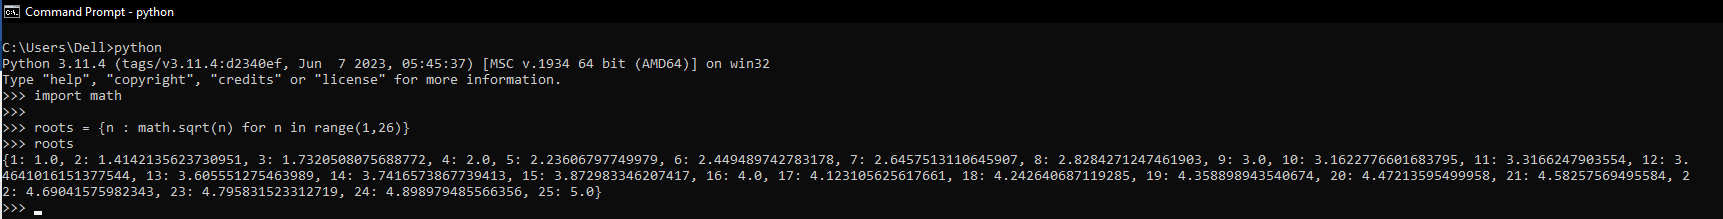 Command Prompt - python
C:\Users\Dell>python
Python 3.11.4 (tags/v3.11.4:d2340ef, Jun  7 2023, 05:45:37) [MSC v.1934 64 bit (AMD64)] on win32
Type "help", "copyright", "credits" or "license" for more information.
>>> import math
>>>
>>> roots = {n : math.sqrt(n) for n in range(1,26)}
>>> roots
{1: 1.0, 2: 1.4142135623730951, 3: 1.7320508075688772, 4: 2.0, 5: 2.23606797749979, 6: 2.449489742783178, 7: 2.6457513110645907, 8: 2.8284271247461903, 9: 3.0, 10: 3.1622776601683795, 11: 3.3166247903554, 12: 3.
4641016151377544, 13: 3.605551275463989, 14: 3.7416573867739413, 15: 3.872983346207417, 16: 4.0, 17: 4.123105625617661, 18: 4.242640687119285, 19: 4.358898943540674, 20: 4.47213595499958, 21: 4.58257569495584, 2
2: 4.69041575982343, 23: 4.795831523312719, 24: 4.898979485566356, 25: 5.0}
>>>